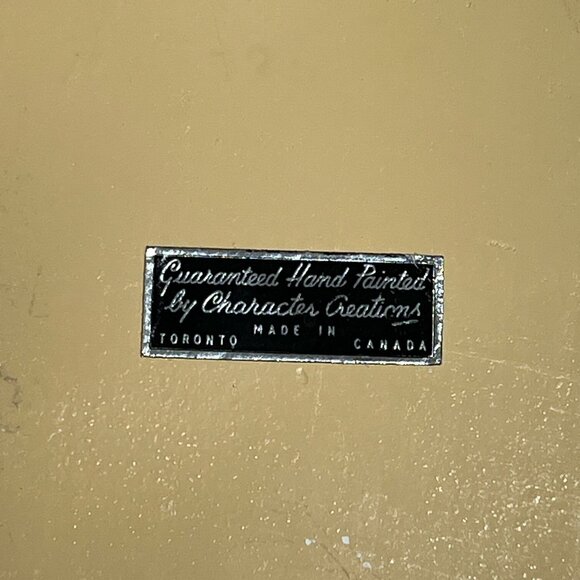 Guaranteed Hand Painted
by Character Creations
MADE IN
TORONTO CANADA